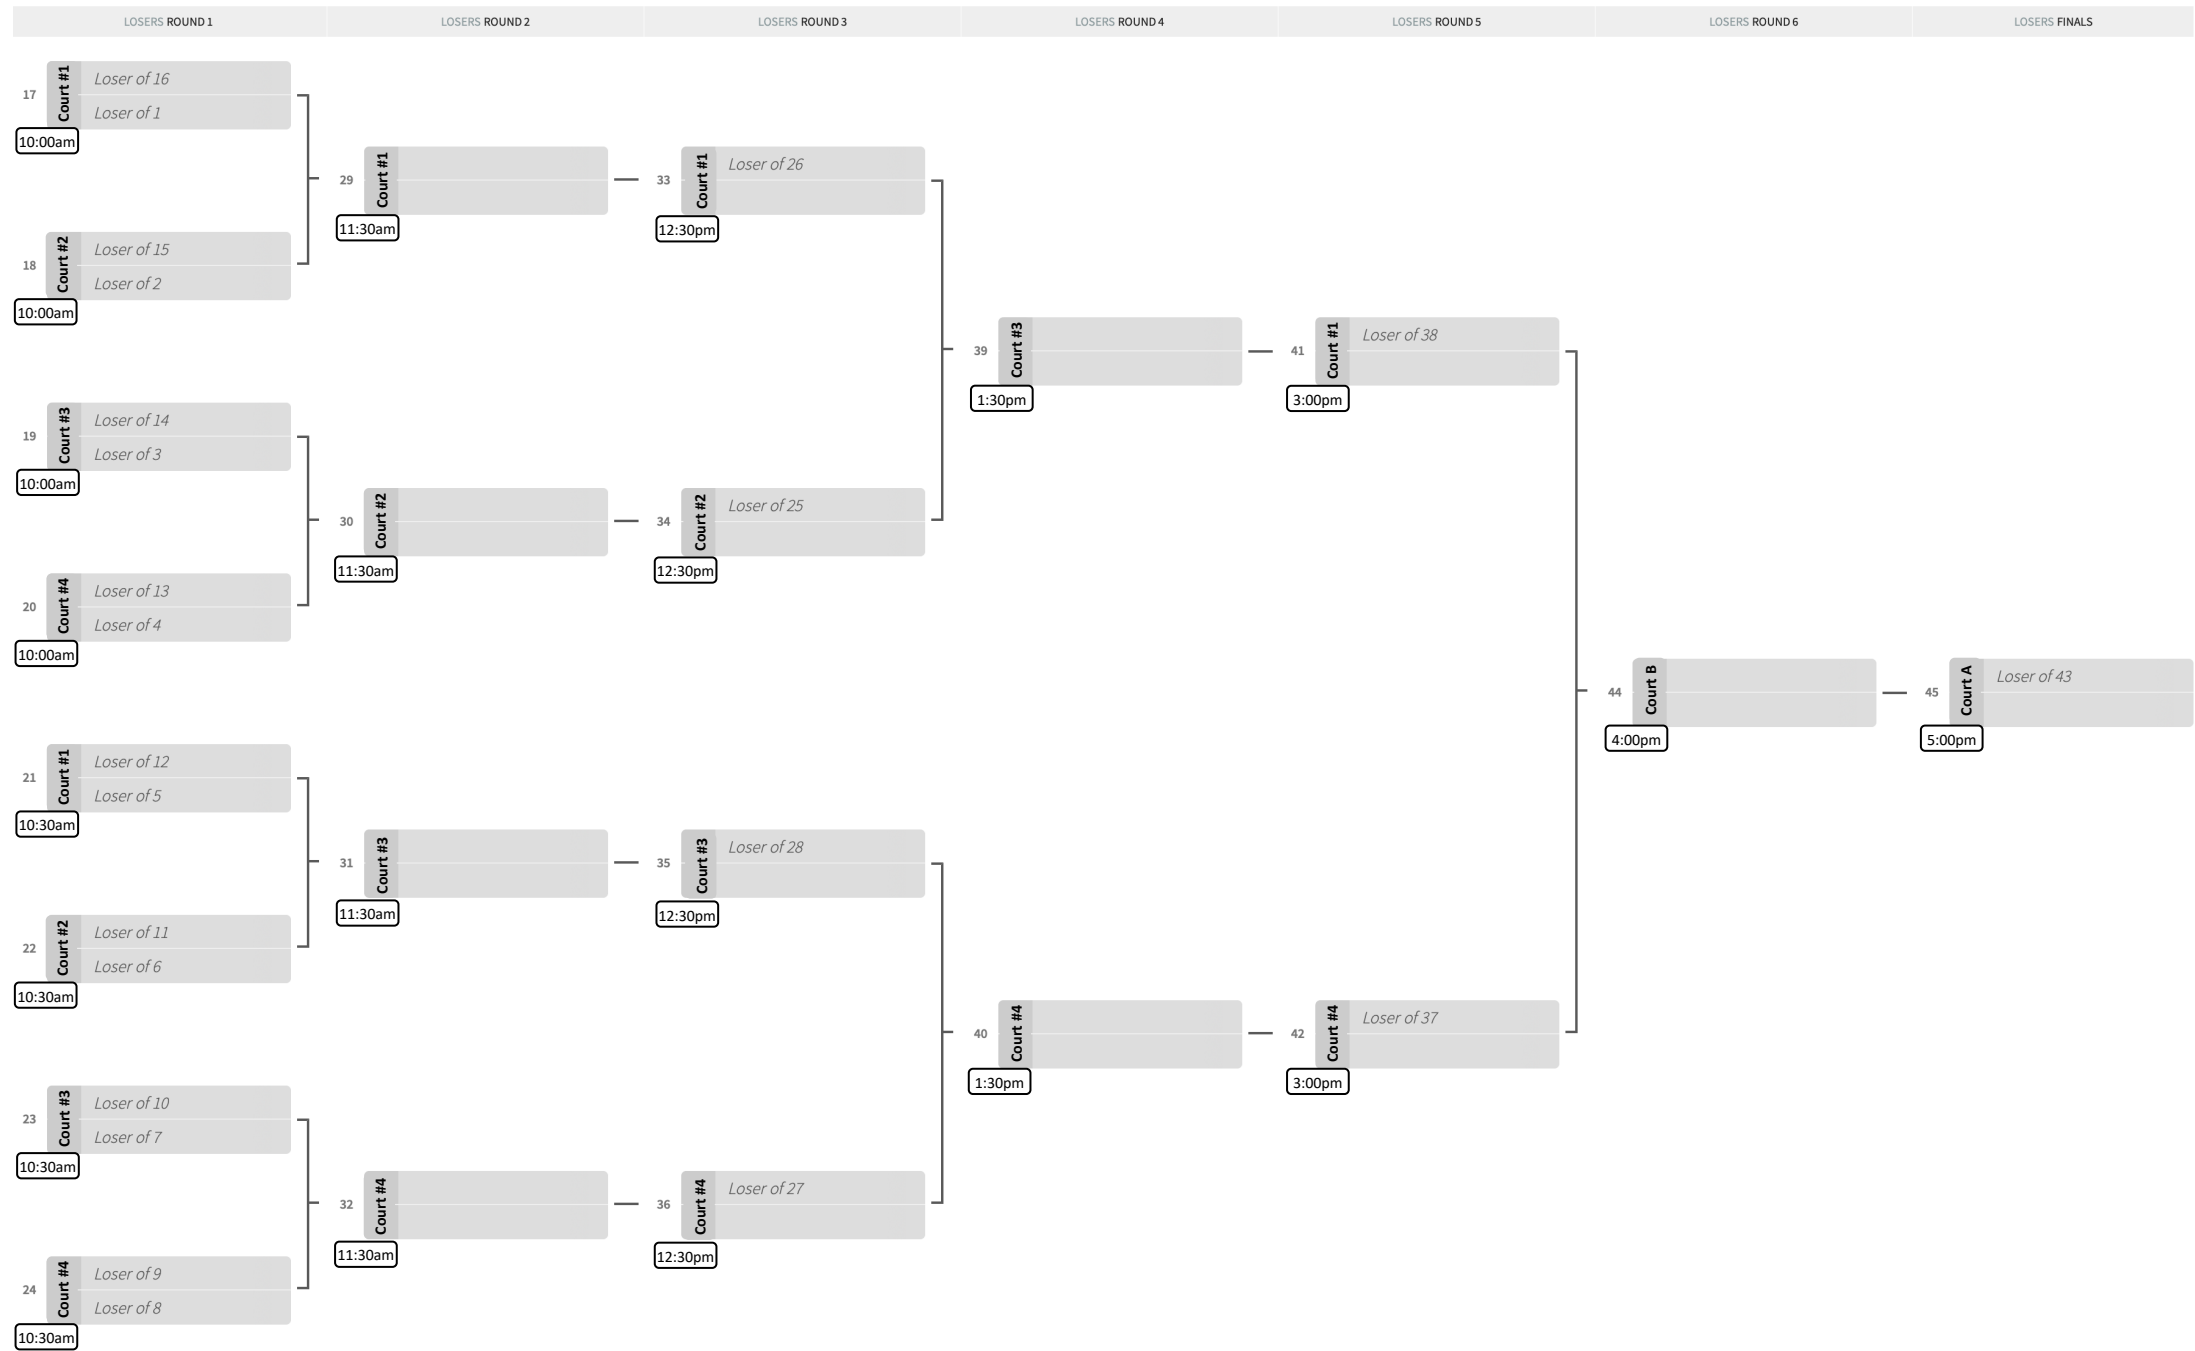 LOSERS ROUND 1
LOSERS ROUND 2
LOSERS ROUND 3
LOSERS ROUND 4
LOSERS ROUND 5
LOSERS ROUND 6
LOSERS FINALS
17
Court #1
Loser of 16
Loser of 1
10:00am
18
Court #2
Loser of 15
Loser of 2
10:00am
19
Court #3
Loser of 14
Loser of 3
10:00am
20
Court #4
Loser of 13
Loser of 4
10:00am
21
Court #1
Loser of 12
Loser of 5
10:30am
22
Court #2
Loser of 11
Loser of 6
10:30am
23
Court #3
Loser of 10
Loser of 7
10:30am
24
Court #4
Loser of 9
Loser of 8
10:30am
29
Court #1
11:30am
30
Court #2
11:30am
31
Court #3
11:30am
32
Court #4
11:30am
33
Court #1
Loser of 26
12:30pm
34
Court #2
Loser of 25
12:30pm
35
Court #3
Loser of 28
12:30pm
36
Court #4
Loser of 27
12:30pm
39
Court #3
1:30pm
40
Court #4
1:30pm
41
Court #1
Loser of 38
3:00pm
42
Court #4
Loser of 37
3:00pm
44
Court B
4:00pm
45
Court A
Loser of 43
5:00pm